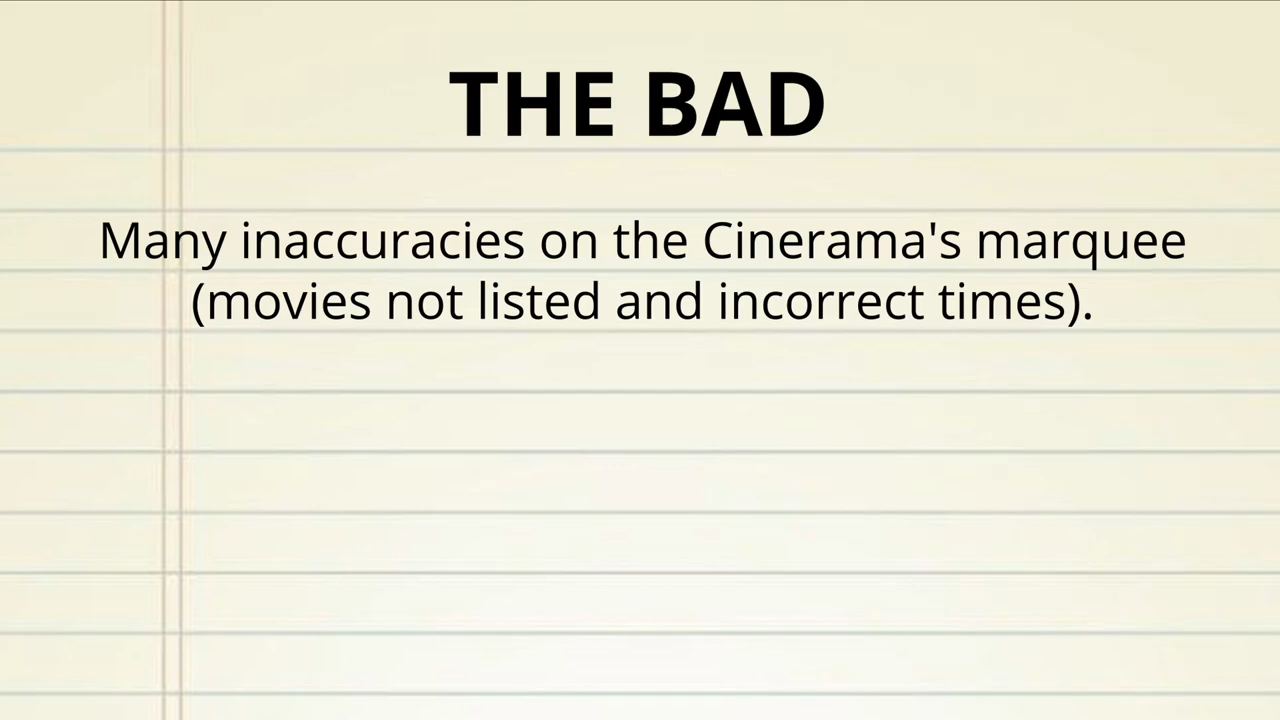 THE BAD
Many inaccuracies on the Cinerama's marquee
(movies not listed and incorrect times).